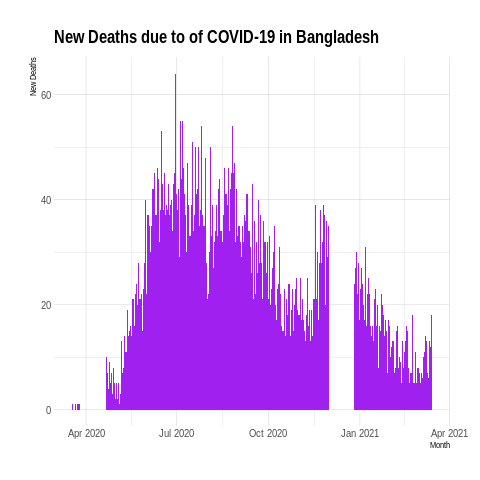 New Deaths due to of COVID-19 in Bangladesh
New Deaths
60
40
20
0
Apr 2020
Jul 2020
Oct 2020
Jan 2021
Apr 2021
Month